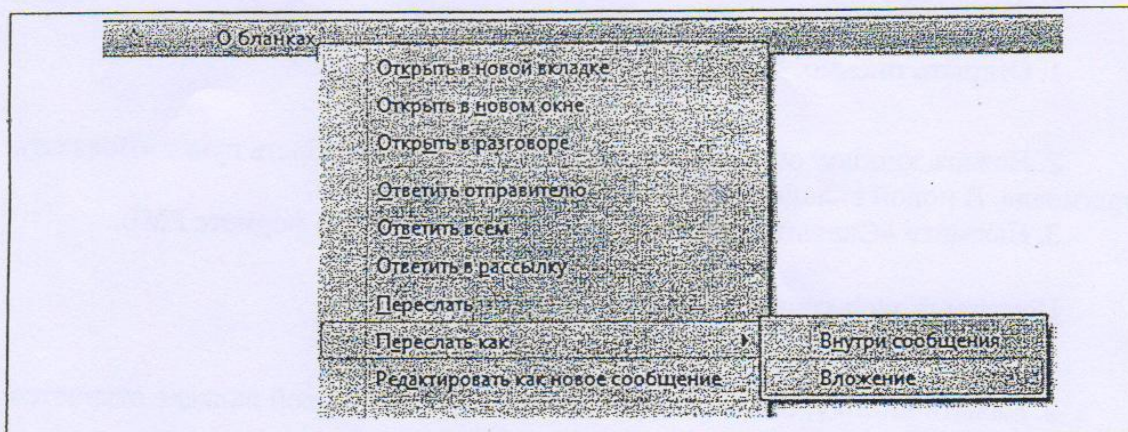 О бланках
Открыть в новой вкладке
Открыть в новом окне
Открыть в разговоре
Ответить отправителю
Ответить всем
Ответить в рассылку
Переслать
Переслать как
Внутри сообщения
Редактировать как новое сообщение
Вложение